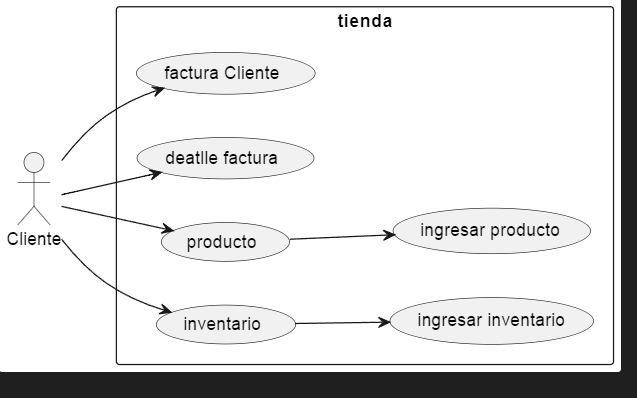 tienda
factura Cliente
deatlle factura
Cliente
producto
ingresar producto
inventario
ingresar inventario